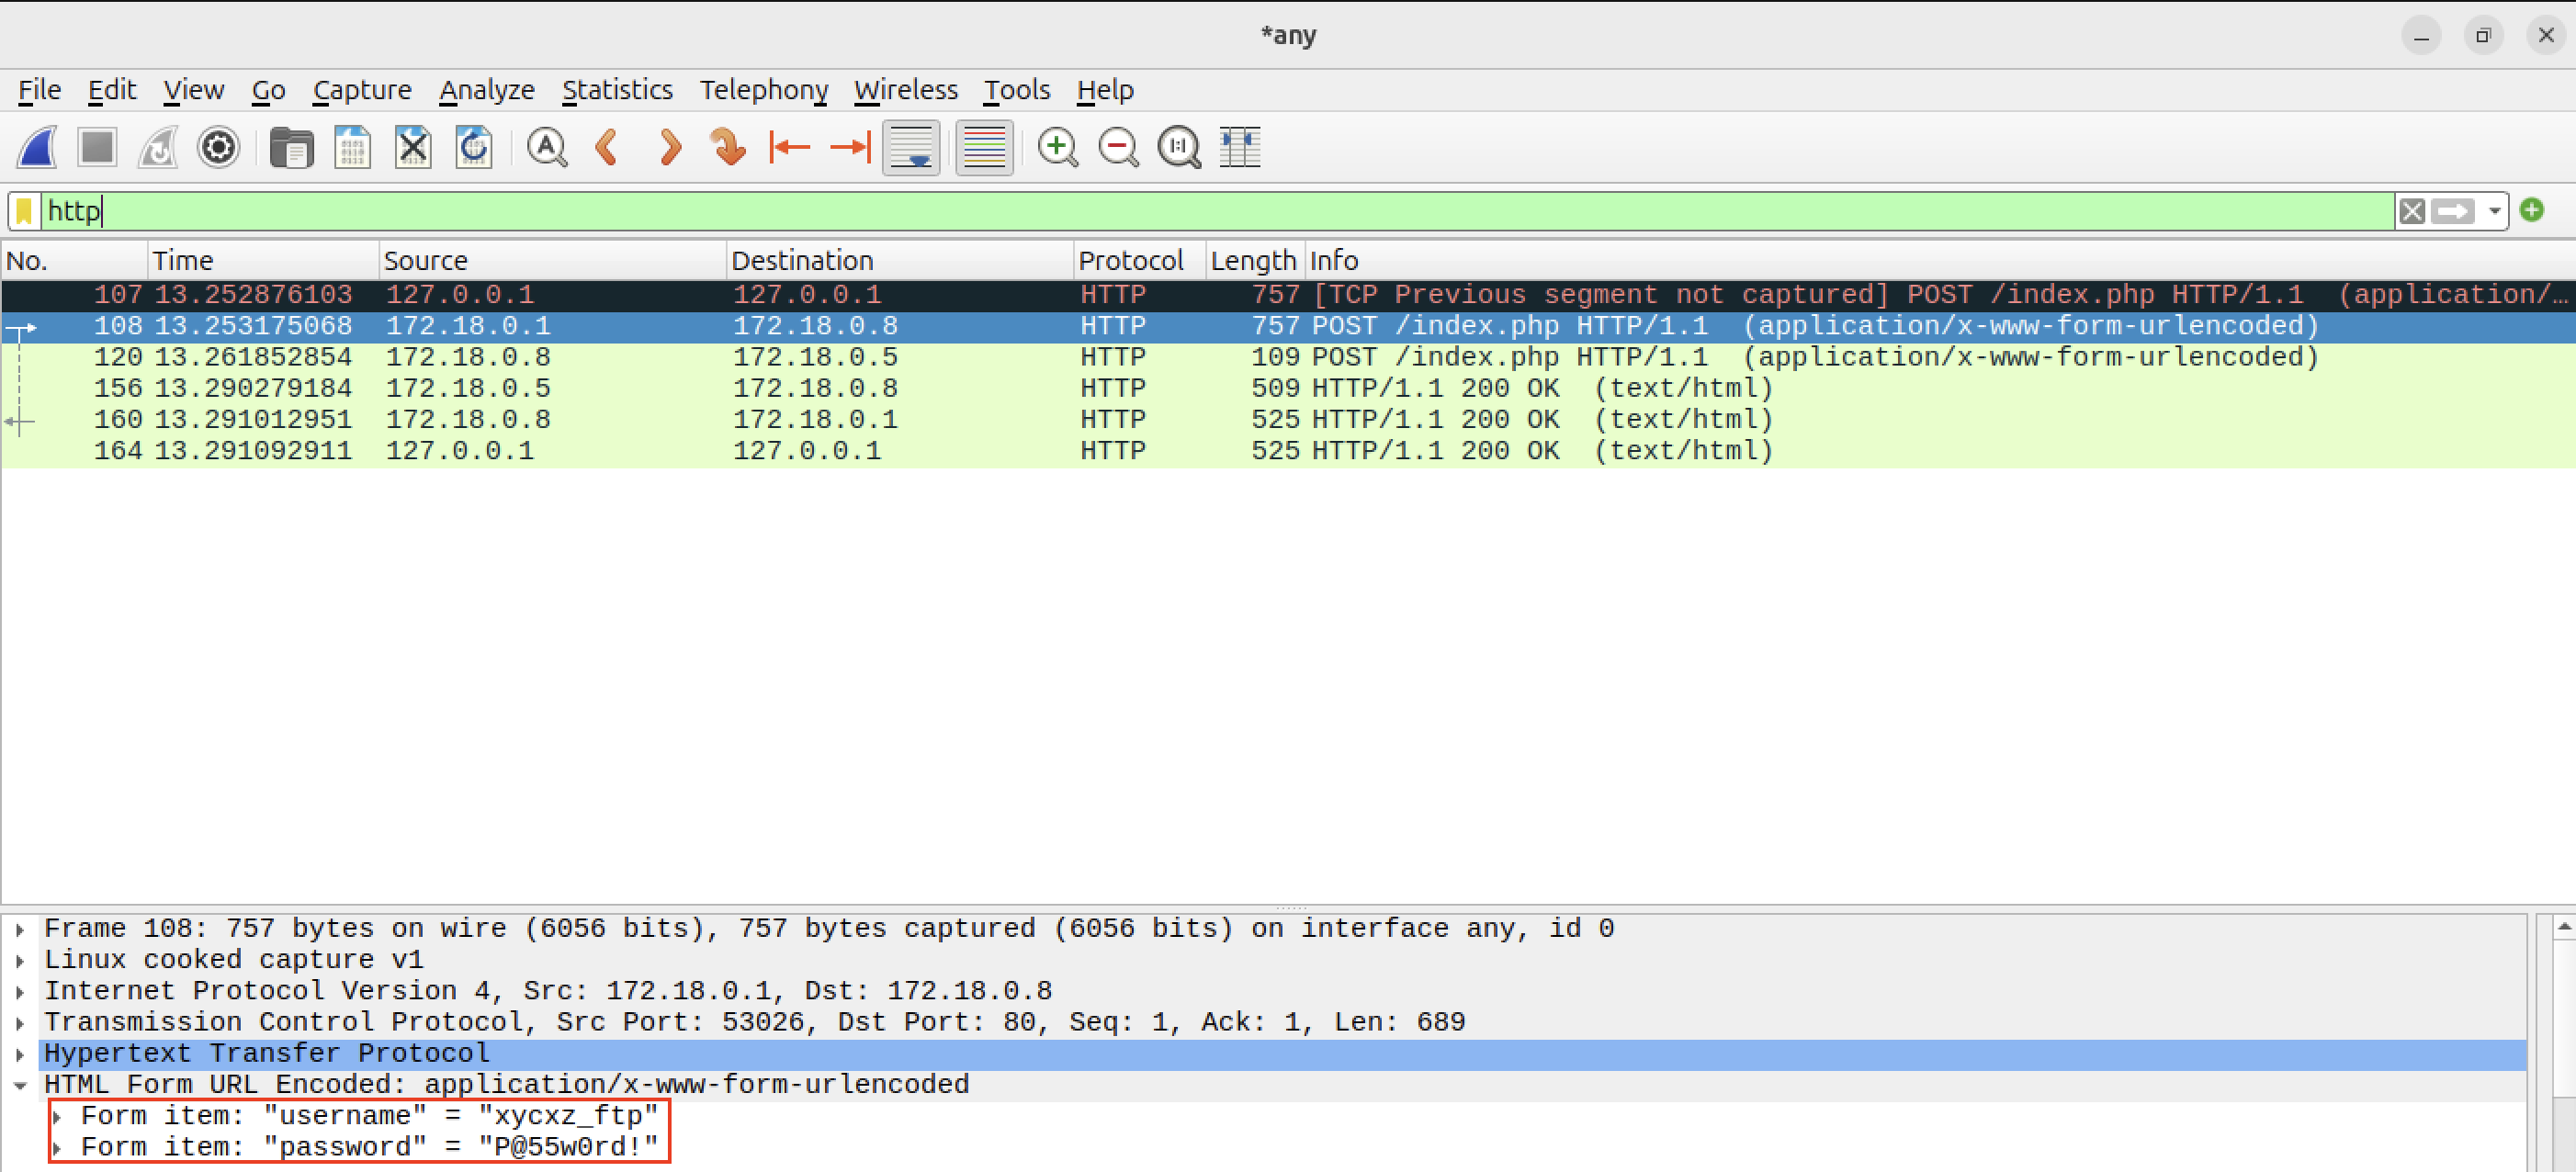 *any
File Edit View Go Capture Analyze Statistics Telephony Wireless Tools Help
http
No. Time Source Destination Protocol Length Info
107 13.252876103 127.0.0.1 127.0.0.1 HTTP 757 [TCP Previous segment not captured] POST /index.php HTTP/1.1 (application/…
108 13.253175068 172.18.0.1 172.18.0.8 HTTP 757 POST /index.php HTTP/1.1 (application/x-www-form-urlencoded)
120 13.261852854 172.18.0.8 172.18.0.5 HTTP 109 POST /index.php HTTP/1.1 (application/x-www-form-urlencoded)
156 13.290279184 172.18.0.5 172.18.0.8 HTTP 509 HTTP/1.1 200 OK (text/html)
160 13.291012951 172.18.0.8 172.18.0.1 HTTP 525 HTTP/1.1 200 OK (text/html)
164 13.291092911 127.0.0.1 127.0.0.1 HTTP 525 HTTP/1.1 200 OK (text/html)
Frame 108: 757 bytes on wire (6056 bits), 757 bytes captured (6056 bits) on interface any, id 0
Linux cooked capture v1
Internet Protocol Version 4, Src: 172.18.0.1, Dst: 172.18.0.8
Transmission Control Protocol, Src Port: 53026, Dst Port: 80, Seq: 1, Ack: 1, Len: 689
Hypertext Transfer Protocol
HTML Form URL Encoded: application/x-www-form-urlencoded
Form item: "username" = "xycxz_ftp"
Form item: "password" = "P@55w0rd!"